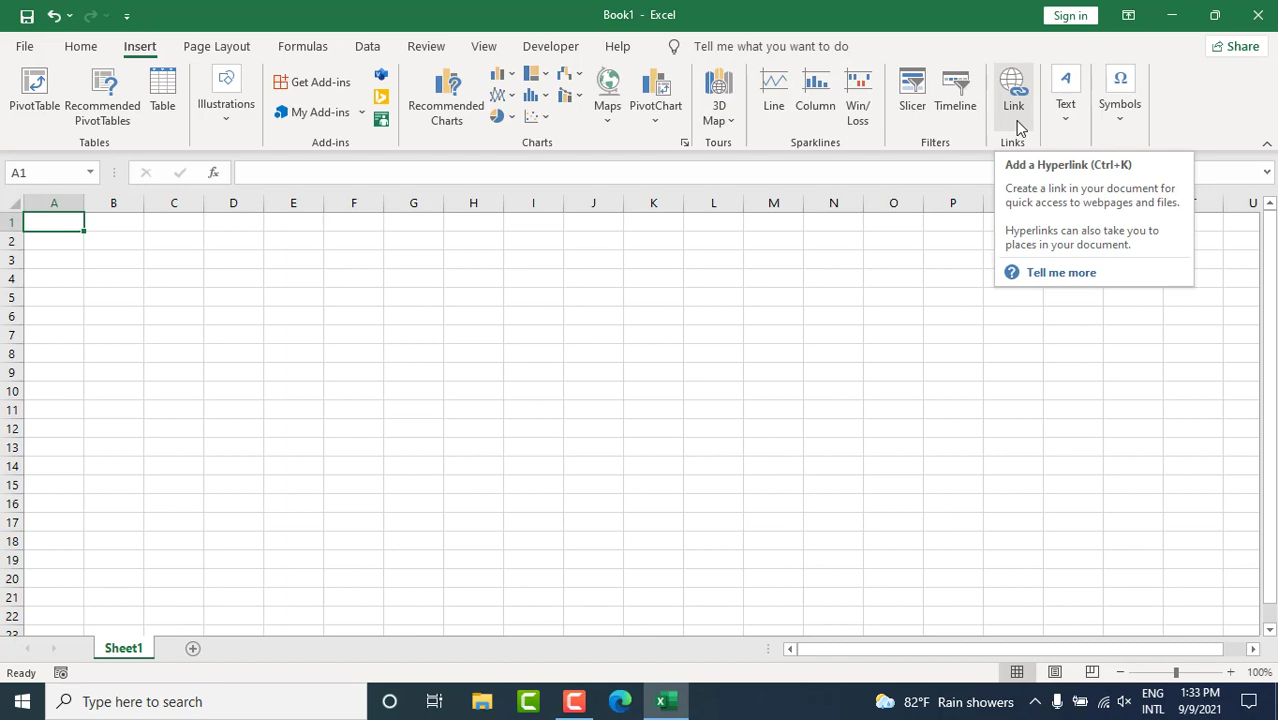 Book1 - Excel
Sign in
File Home Insert Page Layout Formulas Data Review View Developer Help Tell me what you want to do Share
PivotTable
Recommended
PivotTables
Table
Tables
Illustrations
Get Add-ins
My Add-ins
Add-ins
Recommended
Charts
Maps
PivotChart
Charts
3D
Map
Tours
Line
Column
Win/
Loss
Sparklines
Slicer
Timeline
Filters
Link
Links
A
Text
Ω
Symbols
A1
fx
Add a Hyperlink (Ctrl+K)
Create a link in your document for
quick access to webpages and files.
Hyperlinks can also take you to
places in your document.
? Tell me more
A B C D E F G H I J K L M N O P U
1
2
3
4
5
6
7
8
9
10
11
12
13
14
15
16
17
18
19
20
21
22
23
Sheet1
Ready
100%
Type here to search
82°F Rain showers
ENG
INTL
1:33 PM
9/9/2021